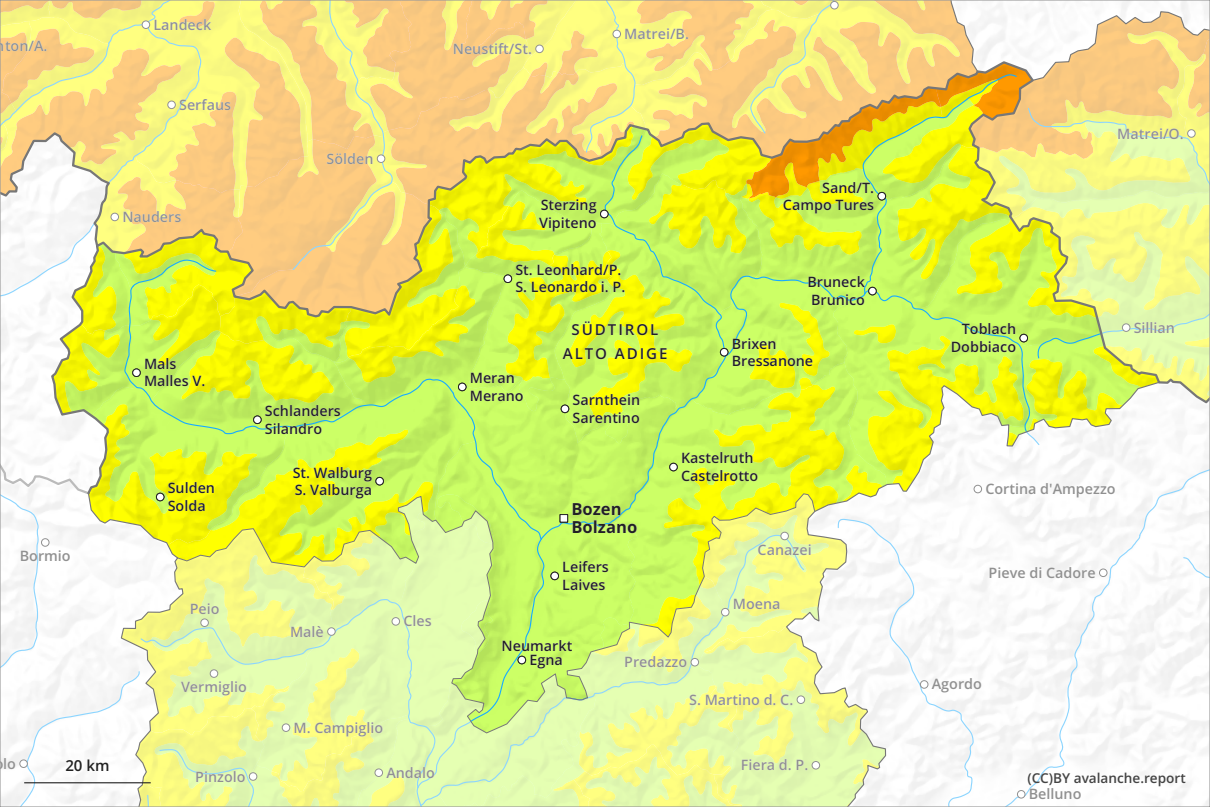 Landeck
Matrei/B.
nton/A.
Neustift/St.
Serfaus
Matrei/O.
Sölden
Sand/T.
Campo Tures
Nauders
Sterzing
Vipiteno
St. Leonhard/P.
S. Leonardo i. P.
Bruneck
Brunico
SÜDTIROL
ALTO ADIGE
Toblach
Dobbiaco
Sillian
Brixen
Bressanone
Mals
Malles V.
Meran
Merano
Sarnthein
Sarentino
Schlanders
Silandro
Kastelruth
Castelrotto
St. Walburg
S. Valburga
Sulden
Solda
Cortina d'Ampezzo
Bozen
Bolzano
Bormio
Canazei
Leifers
Laives
Pieve di Cadore
Peio
Moena
Malè
Cles
Neumarkt
Egna
Predazzo
Vermiglio
Agordo
S. Martino d. C.
M. Campiglio
olo
20 km
Pinzolo
Andalo
Fiera d. P.
(CC)BY avalanche.report
Belluno